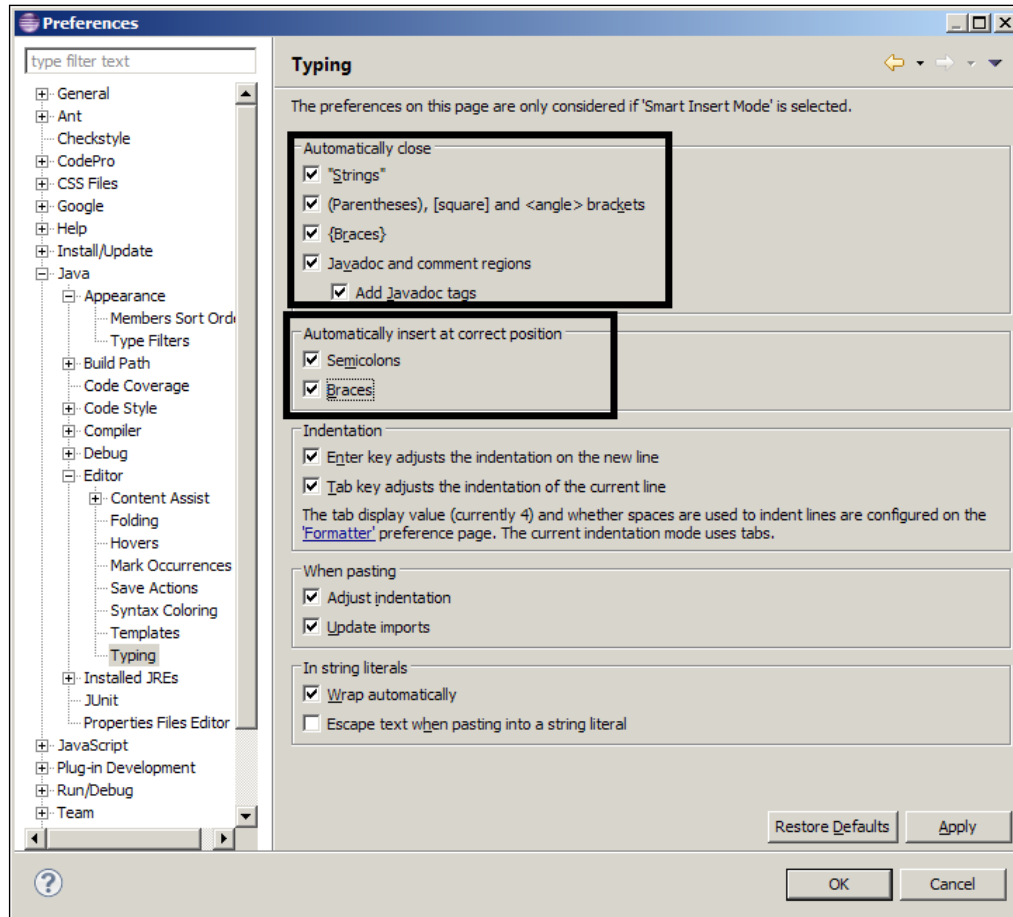 Preferences
type filter text
General
Ant
Checkstyle
CodePro
CSS Files
Google
Help
Install/Update
Java
Appearance
Members Sort Orde
Type Filters
Build Path
Code Coverage
Code Style
Compiler
Debug
Editor
Content Assist
Folding
Hovers
Mark Occurrences
Save Actions
Syntax Coloring
Templates
Typing
Installed JREs
JUnit
Properties Files Editor
JavaScript
Plug-in Development
Run/Debug
Team
Typing
The preferences on this page are only considered if 'Smart Insert Mode' is selected.
Automatically close
"Strings"
(Parentheses), [square] and <angle> brackets
{Braces}
Javadoc and comment regions
Add Javadoc tags
Automatically insert at correct position
Semicolons
Braces
Indentation
Enter key adjusts the indentation on the new line
Tab key adjusts the indentation of the current line
The tab display value (currently 4) and whether spaces are used to indent lines are configured on the
'Formatter' preference page. The current indentation mode uses tabs.
When pasting
Adjust indentation
Update imports
In string literals
Wrap automatically
Escape text when pasting into a string literal
Restore Defaults
Apply
?
OK
Cancel